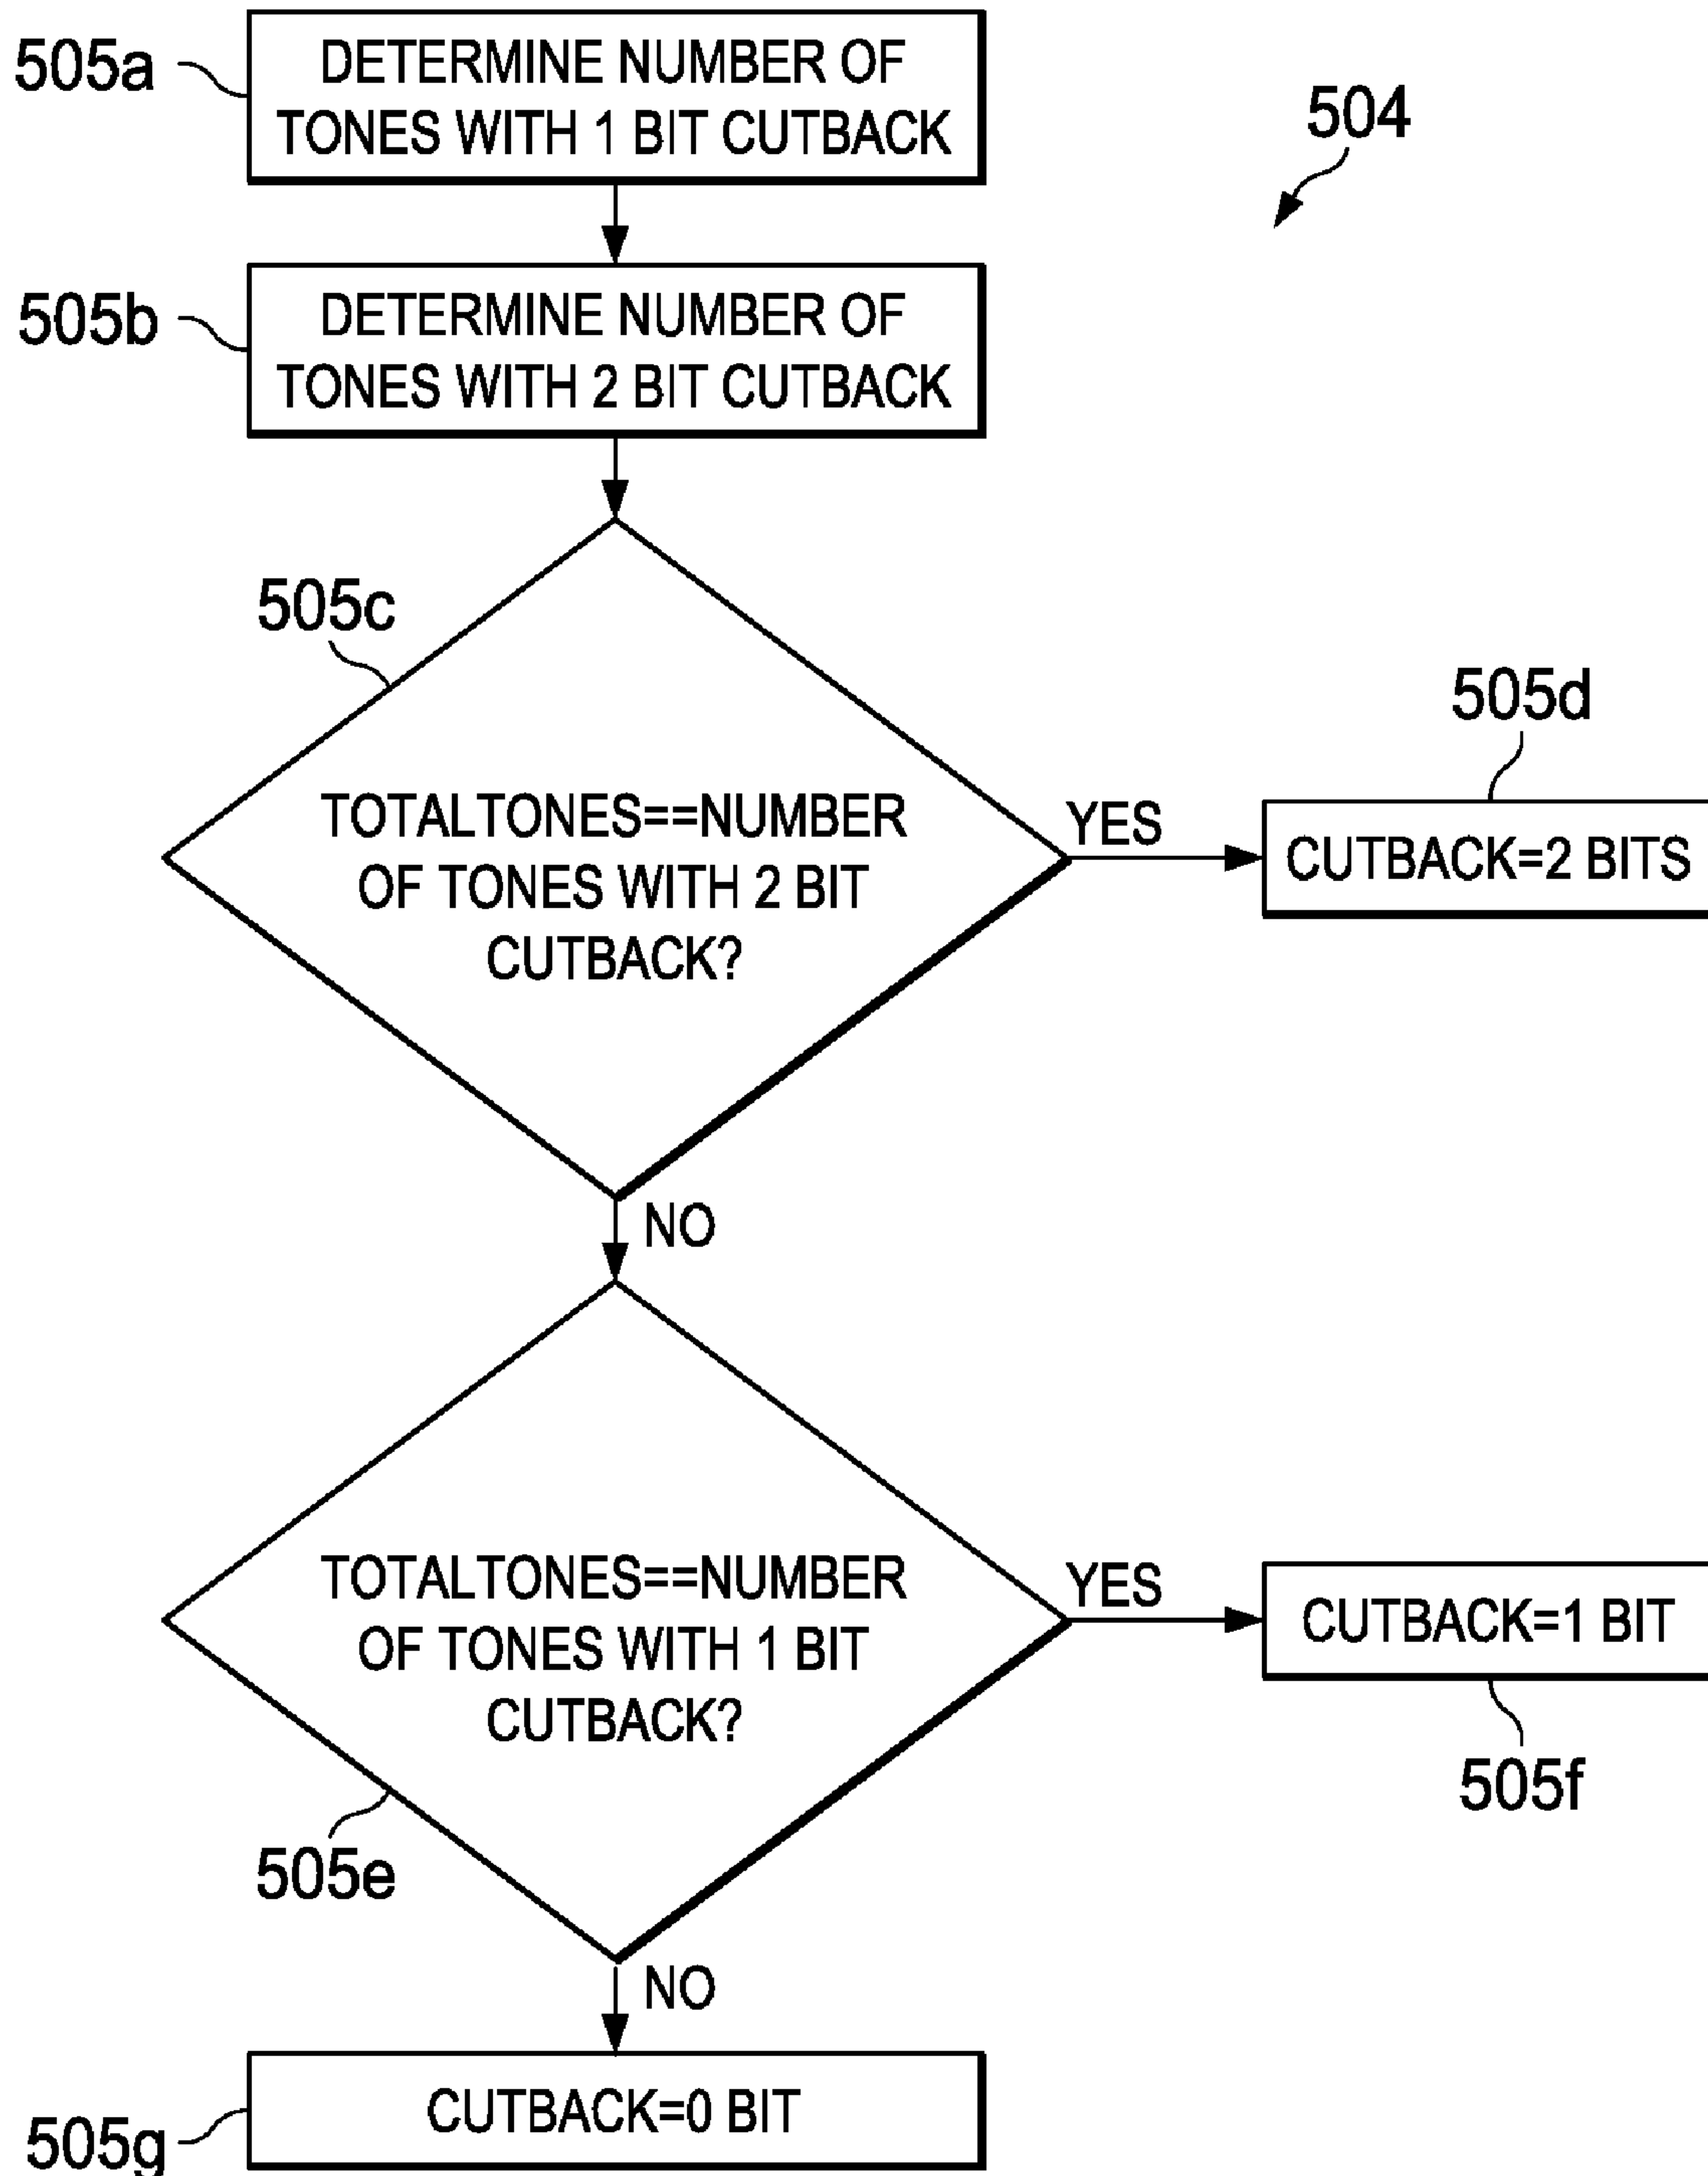 505a
DETERMINE NUMBER OF
TONES WITH 1 BIT CUTBACK
504
505b
DETERMINE NUMBER OF
TONES WITH 2 BIT CUTBACK
505c
TOTALTONES==NUMBER
OF TONES WITH 2 BIT
CUTBACK?
YES
505d
CUTBACK=2 BITS
NO
TOTALTONES==NUMBER
OF TONES WITH 1 BIT
CUTBACK?
YES
CUTBACK=1 BIT
505f
505e
NO
CUTBACK=0 BIT
505g